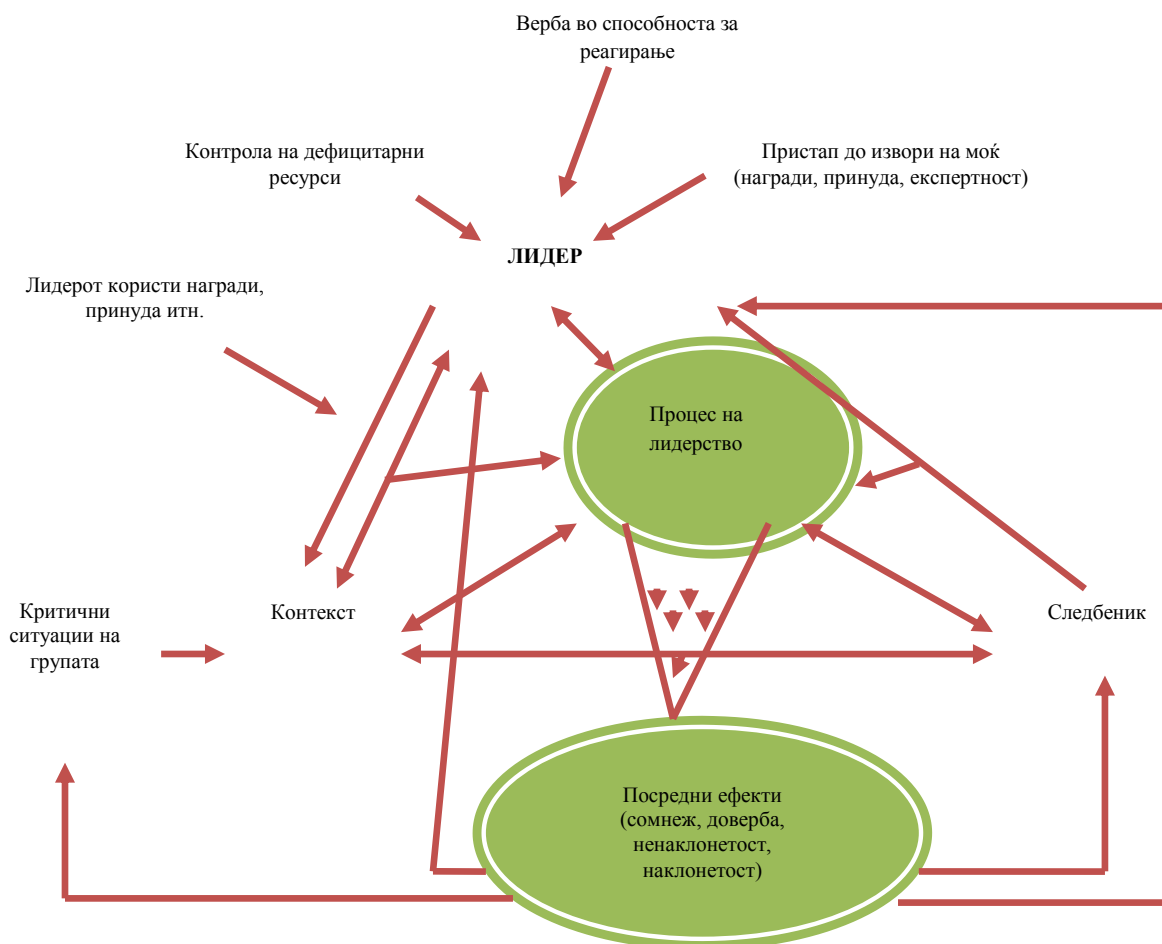 Верба во способноста за
реагирање
Контрола на дефицитарни
ресурси
Пристап до извори на моќ
(награди, принуда, експертност)
ЛИДЕР
Лидерот користи награди,
принуда итн.
Процес на
лидерство
Критични
ситуации на
групата
Контекст
Следбеник
Посредни ефекти
(сомнеж, доверба,
ненаклонетост,
наклонетост)